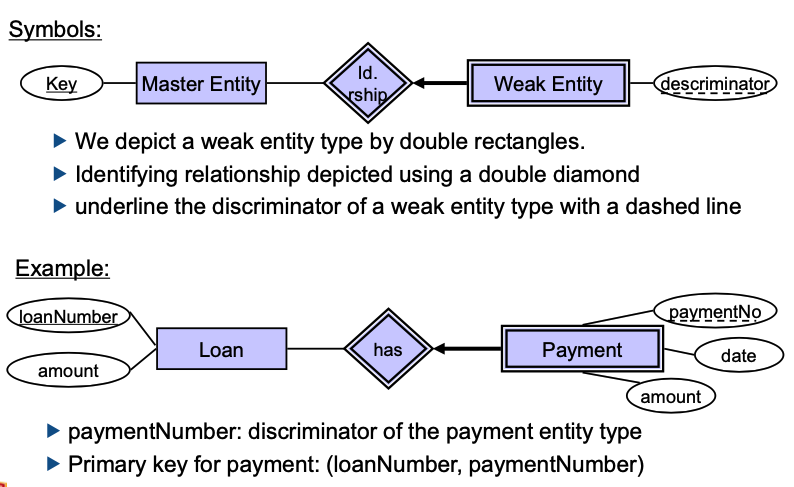 Symbols:
Key
Master Entity
Id.
rship
Weak Entity
descriminator
We depict a weak entity type by double rectangles.
Identifying relationship depicted using a double diamond
underline the discriminator of a weak entity type with a dashed line
Example:
loanNumber
amount
Loan
has
Payment
paymentNo
date
amount
paymentNumber: discriminator of the payment entity type
Primary key for payment: (loanNumber, paymentNumber)